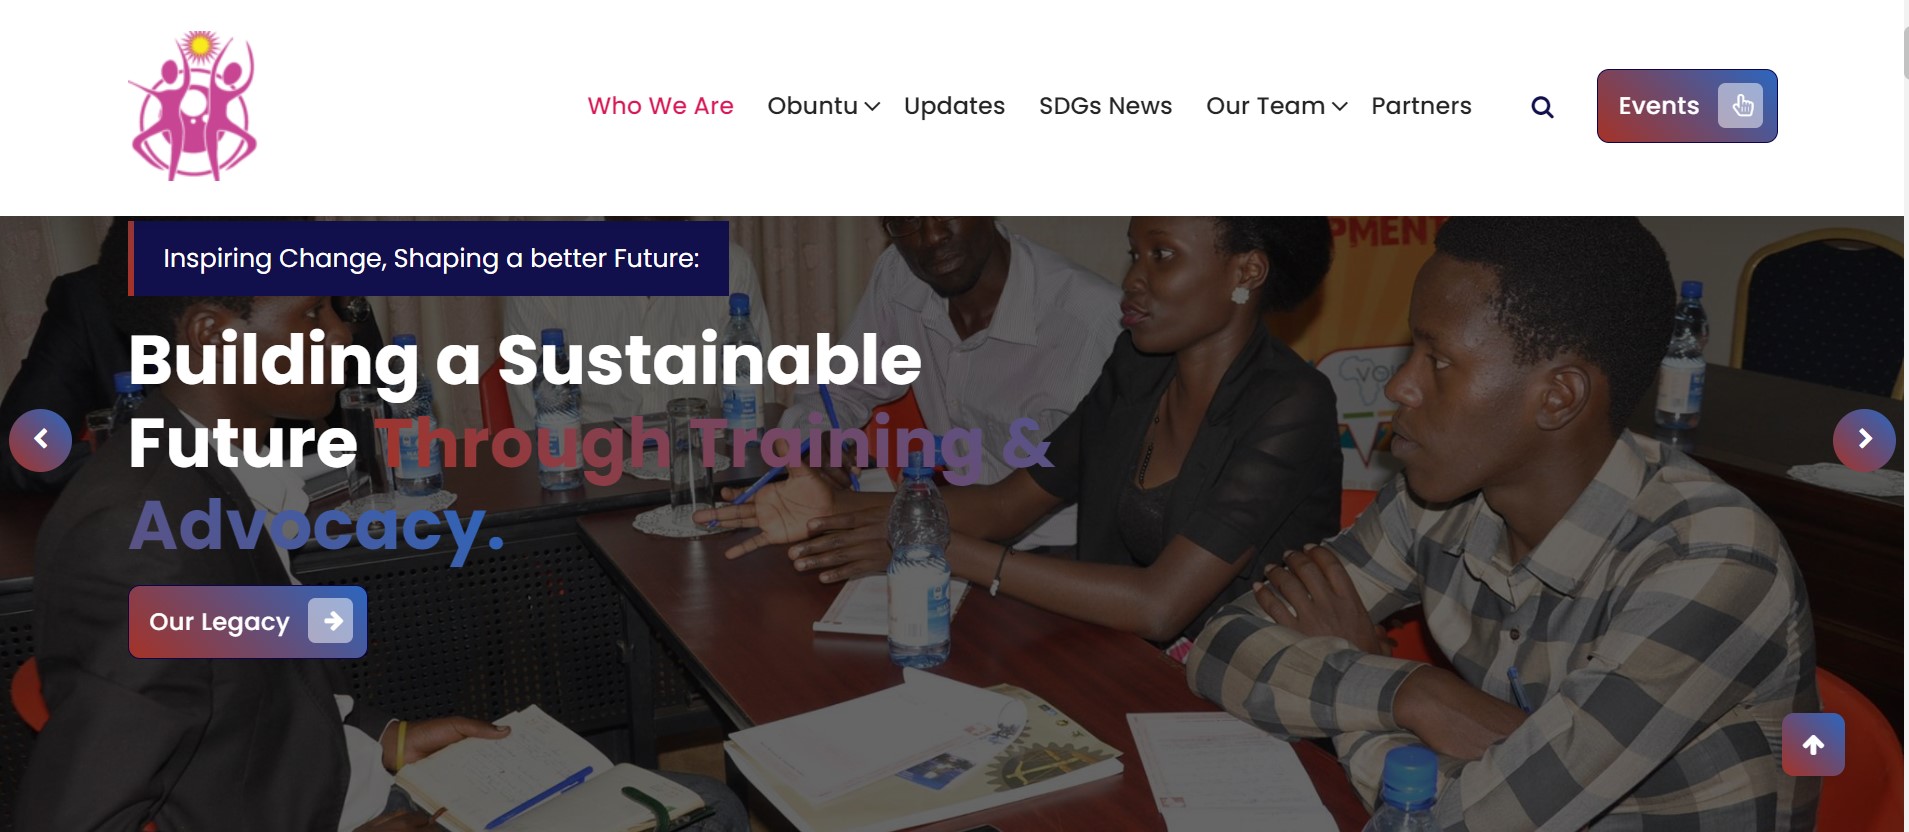 Who We Are
Obuntu
Updates
SDGs News
Our Team
Partners
Events
Inspiring Change, Shaping a better Future:
Building a Sustainable
Future Through Training &
Advocacy.
Our Legacy